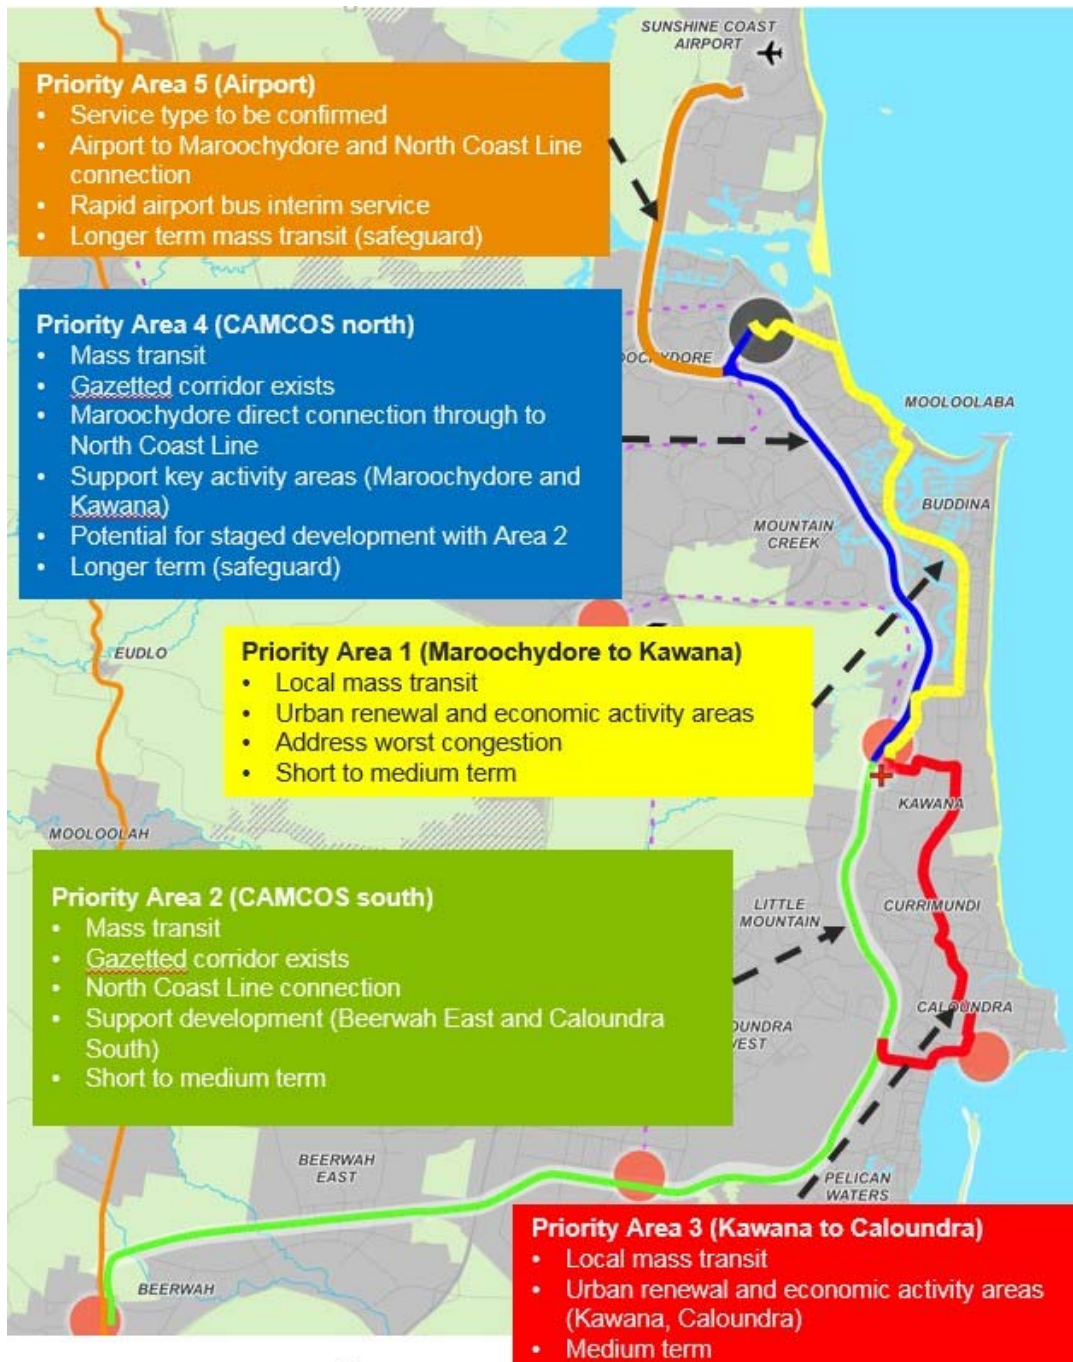 SUNSHINE COAST
AIRPORT
Priority Area 5 (Airport)
• Service type to be confirmed
• Airport to Maroochydore and North Coast Line
connection
• Rapid airport bus interim service
• Longer term mass transit (safeguard)
Priority Area 4 (CAMCOS north)
• Mass transit
• Gazetted corridor exists
• Maroochydore direct connection through to
North Coast Line
• Support key activity areas (Maroochydore and
Kawana)
• Potential for staged development with Area 2
• Longer term (safeguard)
OOCHYDORE
MOOLOOLABA
BUDDINA
MOUNTAIN
CREEK
EUDLO
Priority Area 1 (Maroochydore to Kawana)
• Local mass transit
• Urban renewal and economic activity areas
• Address worst congestion
• Short to medium term
KAWANA
MOOLOOLAH
Priority Area 2 (CAMCOS south)
• Mass transit
• Gazetted corridor exists
• North Coast Line connection
• Support development (Beerwah East and Caloundra
South)
• Short to medium term
LITTLE
MOUNTAIN
CURRIMUNDI
CALOUNDRA
OUNDRA
VEST
BEERWAH
EAST
PELICAN
WATERS
BEERWAH
Priority Area 3 (Kawana to Caloundra)
• Local mass transit
• Urban renewal and economic activity areas
(Kawana, Caloundra)
• Medium term